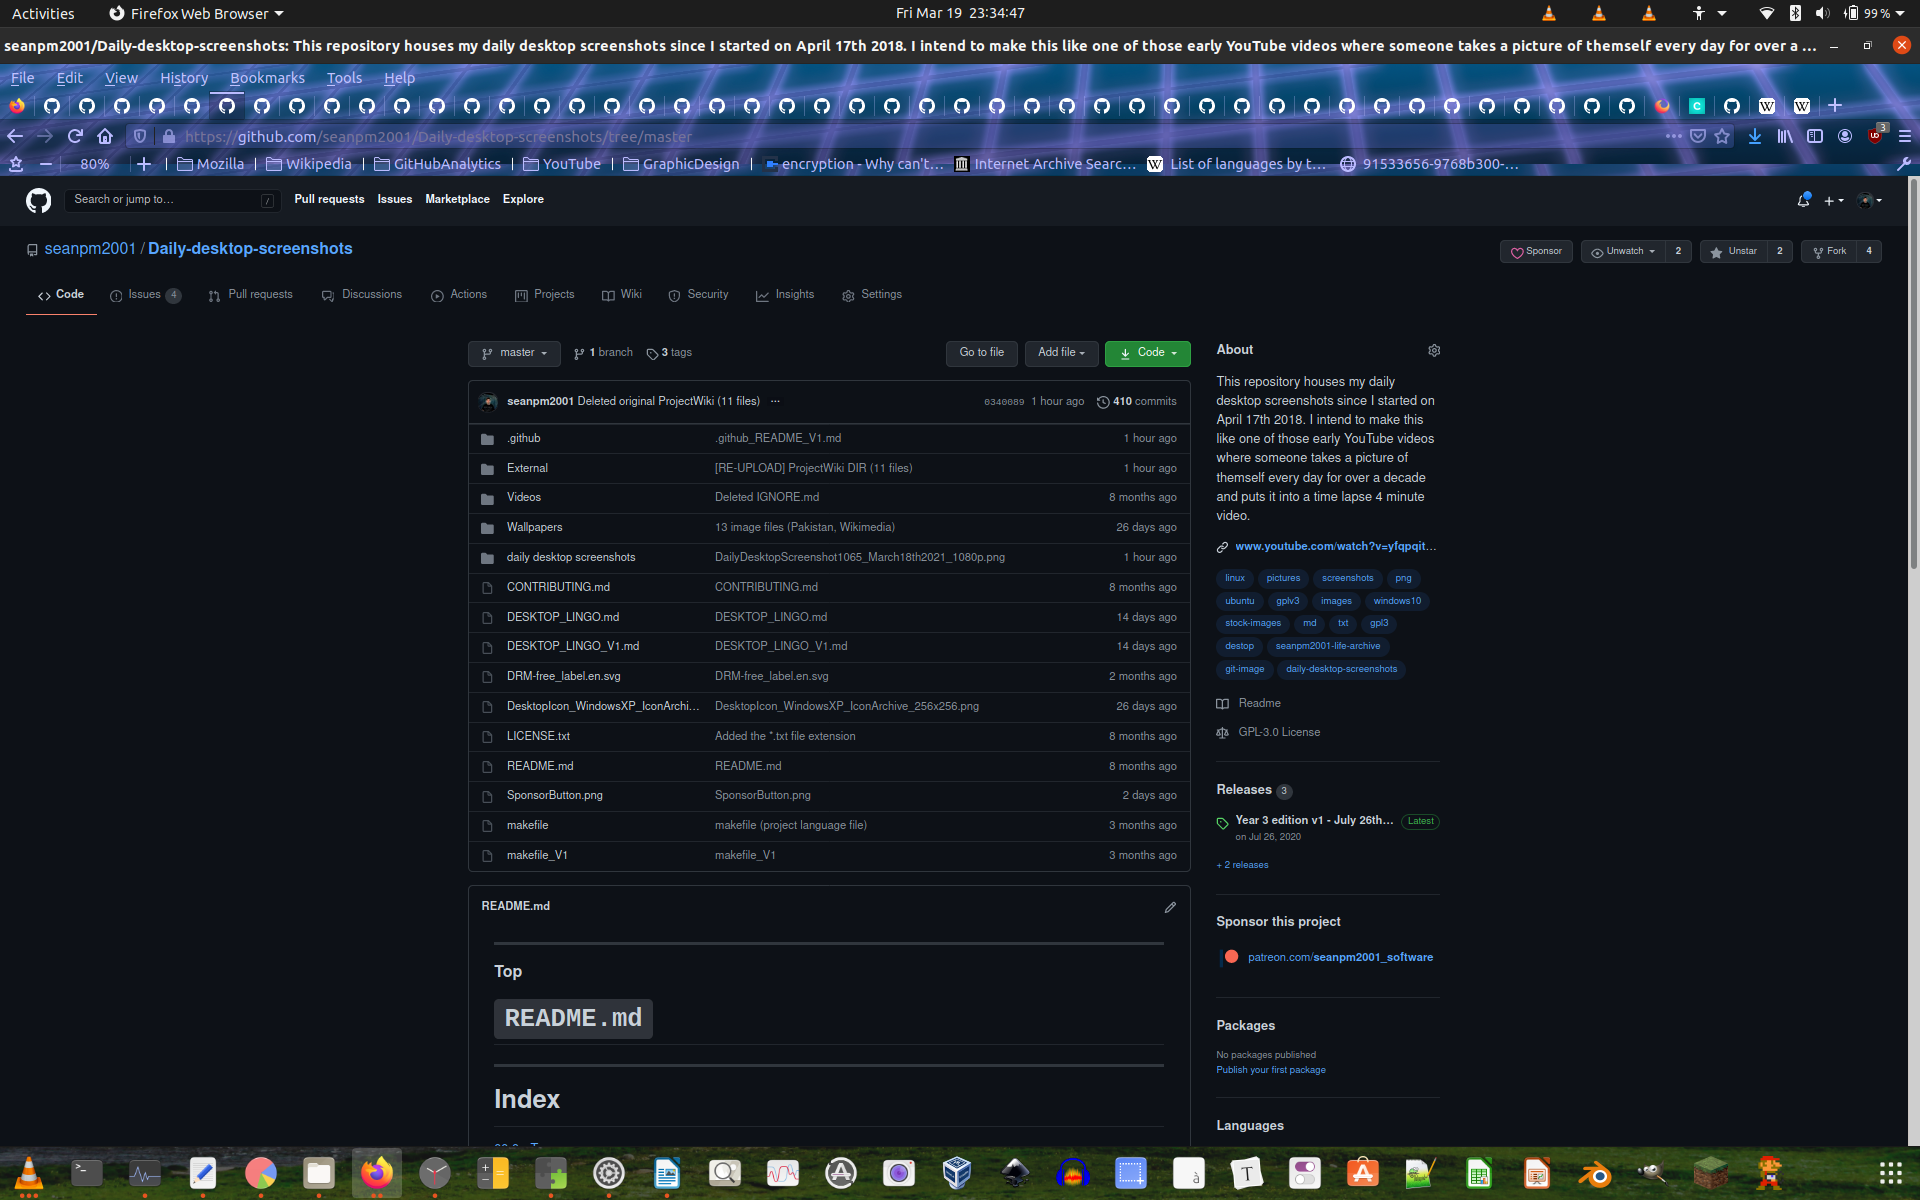 Activities
Firefox Web Browser
Fri Mar 19 23:34:47
99 %
seanpm2001/Daily-desktop-screenshots: This repository houses my daily desktop screenshots since I started on April 17th 2018. I intend to make this like one of those early YouTube videos where someone takes a picture of themself every day for over a ...
File Edit View History Bookmarks Tools Help
https://github.com/seanpm2001/Daily-desktop-screenshots/tree/master
3
80%
Mozilla
Wikipedia
GitHubAnalytics
YouTube
GraphicDesign
encryption - Why can't...
Internet Archive Searc...
List of languages by t...
91533656-9768b300-...
Search or jump to...
/
Pull requests
Issues
Marketplace
Explore
seanpm2001 / Daily-desktop-screenshots
Sponsor
Unwatch 2
Unstar 2
Fork 4
Code
Issues 4
Pull requests
Discussions
Actions
Projects
Wiki
Security
Insights
Settings
master
1 branch
3 tags
Go to file
Add file
Code
seanpm2001 Deleted original ProjectWiki (11 files) ...
0340089 1 hour ago
410 commits
.github .github_README_V1.md 1 hour ago
External [RE-UPLOAD] ProjectWiki DIR (11 files) 1 hour ago
Videos Deleted IGNORE.md 8 months ago
Wallpapers 13 image files (Pakistan, Wikimedia) 26 days ago
daily desktop screenshots DailyDesktopScreenshot1065_March18th2021_1080p.png 1 hour ago
CONTRIBUTING.md CONTRIBUTING.md 8 months ago
DESKTOP_LINGO.md DESKTOP_LINGO.md 14 days ago
DESKTOP_LINGO_V1.md DESKTOP_LINGO_V1.md 14 days ago
DRM-free_label.en.svg DRM-free_label.en.svg 2 months ago
DesktopIcon_WindowsXP_IconArchi... DesktopIcon_WindowsXP_IconArchive_256x256.png 26 days ago
LICENSE.txt Added the *.txt file extension 8 months ago
README.md README.md 8 months ago
SponsorButton.png SponsorButton.png 2 days ago
makefile makefile (project language file) 3 months ago
makefile_V1 makefile_V1 3 months ago
README.md
Top
README.md
Index
About
This repository houses my daily
desktop screenshots since I started on
April 17th 2018. I intend to make this
like one of those early YouTube videos
where someone takes a picture of
themself every day for over a decade
and puts it into a time lapse 4 minute
video.
www.youtube.com/watch?v=yfqpqit...
linux pictures screenshots png
ubuntu gplv3 images windows10
stock-images md txt gpl3
destop seanpm2001-life-archive
git-image daily-desktop-screenshots
Readme
GPL-3.0 License
Releases 3
Year 3 edition v1 - July 26th... Latest
on Jul 26, 2020
+ 2 releases
Sponsor this project
patreon.com/seanpm2001_software
Packages
No packages published
Publish your first package
Languages